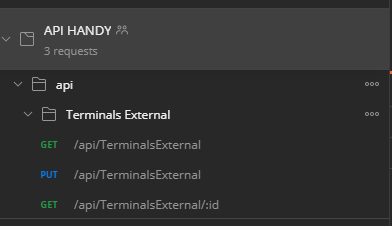 API HANDY
3 requests
api
Terminals External
GET /api/TerminalsExternal
PUT /api/TerminalsExternal
GET /api/TerminalsExternal/:id